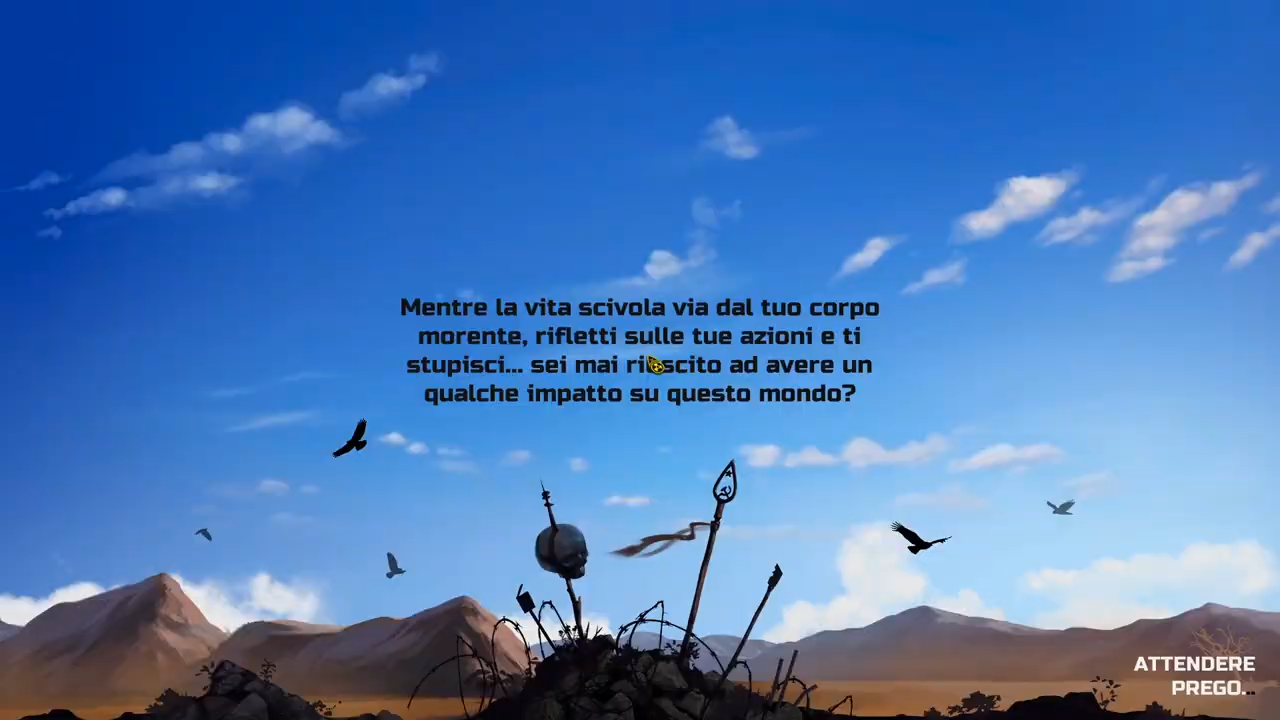 Mentre la vita scivola via dal tuo corpo
morente, rifletti sulle tue azioni e ti
stupisci... sei mai riuscito ad avere un
qualche impatto su questo mondo?
ATTENDERE
PREGO...